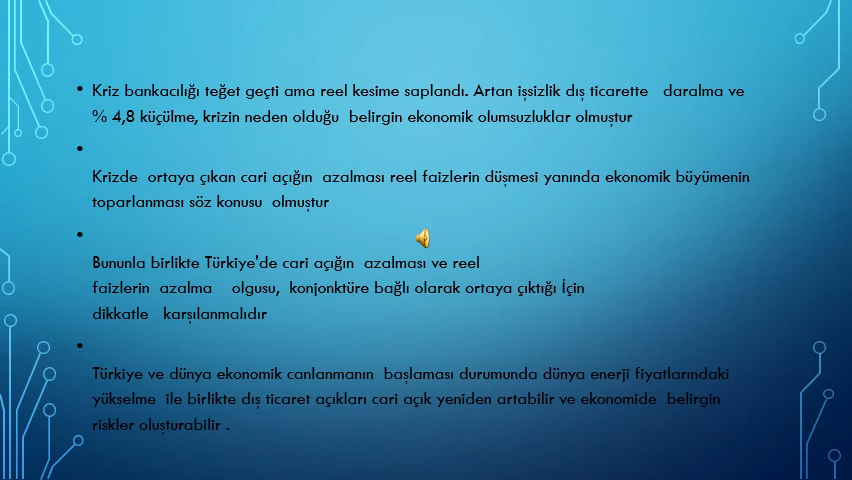 • Kriz bankacılığı teğet geçti ama reel kesime saplandı. Artan işsizlik dış ticarette daralma ve
% 4,8 küçülme, krizin neden olduğu belirgin ekonomik olumsuzluklar olmuştur
•
Krizde ortaya çıkan cari açığın azalması reel faizlerin düşmesi yanında ekonomik büyümenin
toparlanması söz konusu olmuştur
•
Bununla birlikte Türkiye'de cari açığın azalması ve reel
faizlerin azalma olgusu, konjonktüre bağlı olarak ortaya çıktığı İçin
dikkatle karşılanmalıdır
•
Türkiye ve dünya ekonomik canlanmanın başlaması durumunda dünya enerji fiyatlarındaki
yükselme ile birlikte dış ticaret açıkları cari açık yeniden artabilir ve ekonomide belirgin
riskler oluşturabilir .